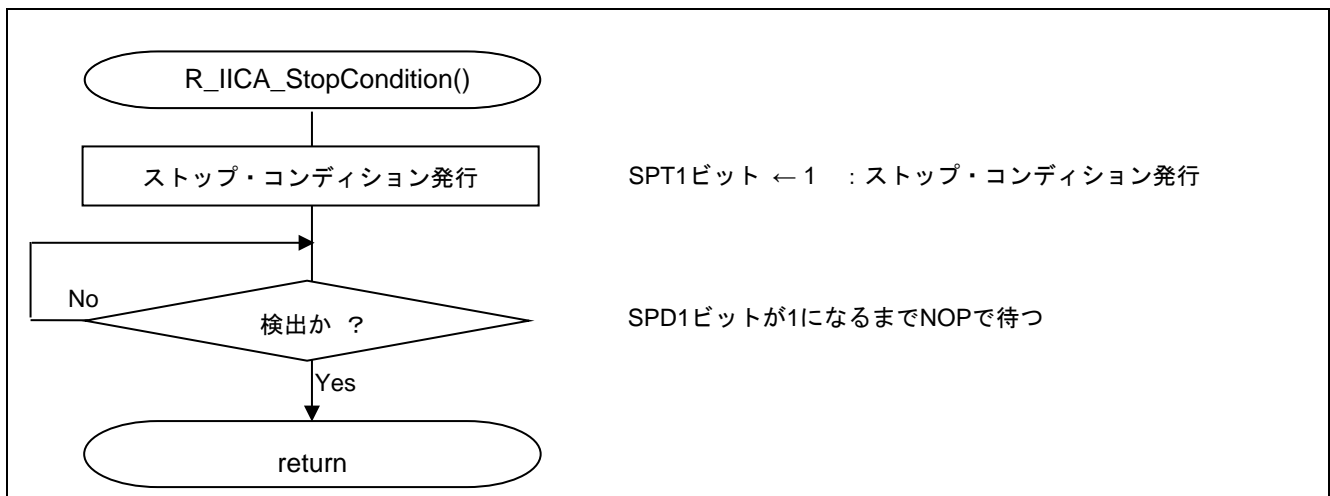 R_IICA_StopCondition()
ストップ・コンディション発行
SPT1ビット ← 1 ：ストップ・コンディション発行
No
検出か ？
SPD1ビットが1になるまでNOPで待つ
Yes
return